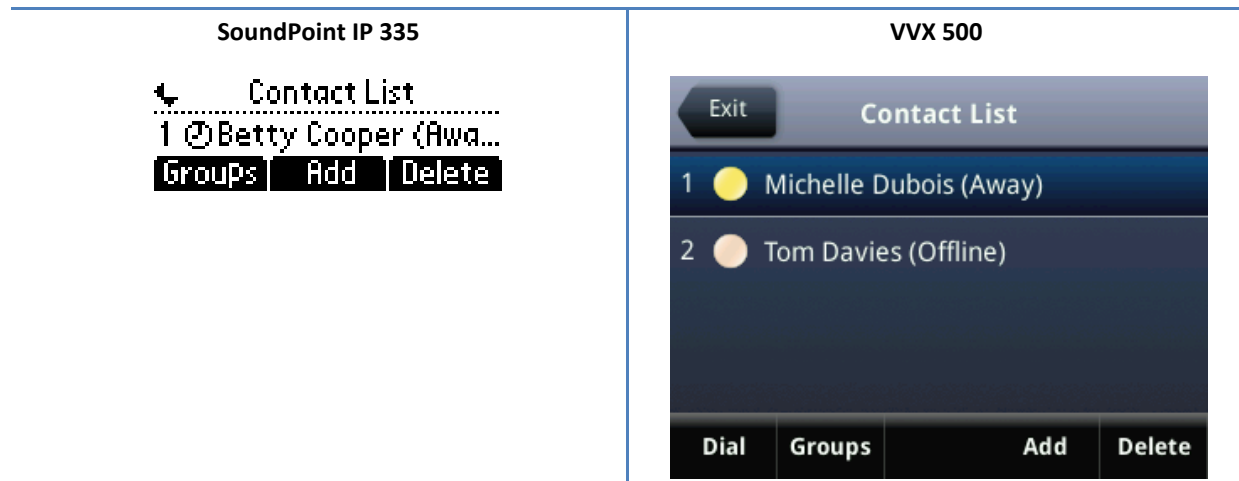 SoundPoint IP 335
Contact List
1 Betty Cooper (Awa...
Groups Add Delete
VVX 500
Exit Contact List
1 Michelle Dubois (Away)
2 Tom Davies (Offline)
Dial Groups Add Delete